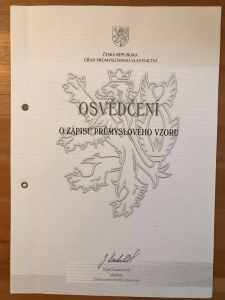 ČESKÁ REPUBLIKA
ÚŘAD PRŮMYSLOVÉHO VLASTNICTVÍ
OSVĚDČENÍ
O ZÁPISU PRŮMYSLOVÉHO VZORU